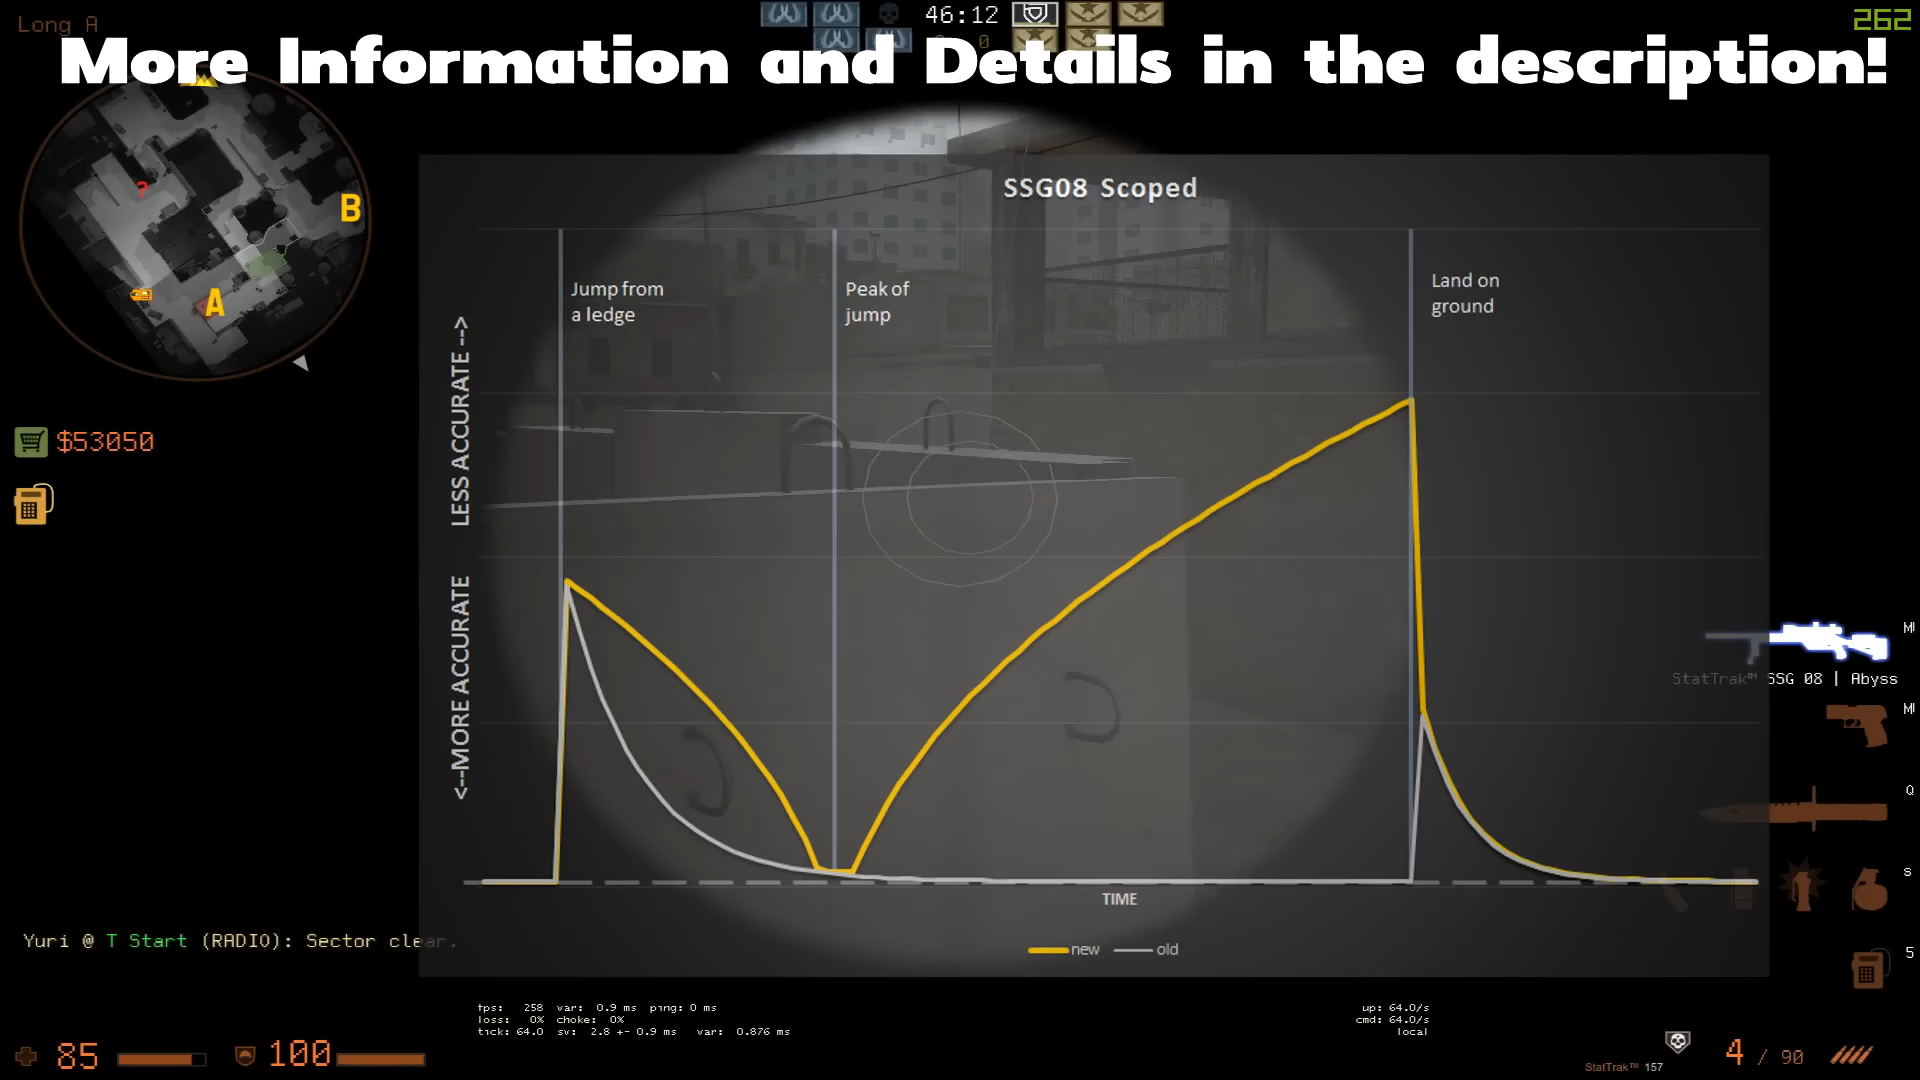 Long A
46:12
262
0
More Information and Details in the description!
B
A
?
$53050
SSG08 Scoped
Jump from
a ledge
Peak of
jump
Land on
ground
LESS ACCURATE -->
<--MORE ACCURATE
TIME
new
old
StatTrak™ SSG 08 | Abyss
Q
5
Yuri @ T Start (RADIO): Sector clear.
fps: 258 var: 0.9 ms ping: 0 ms
loss: 0% choke: 0%
tick: 64.0 sv: 2.8 +- 0.9 ms var: 0.876 ms
up: 64.0/s
cmd: 64.0/s
local
85
100
StatTrak™ 157
4 / 90